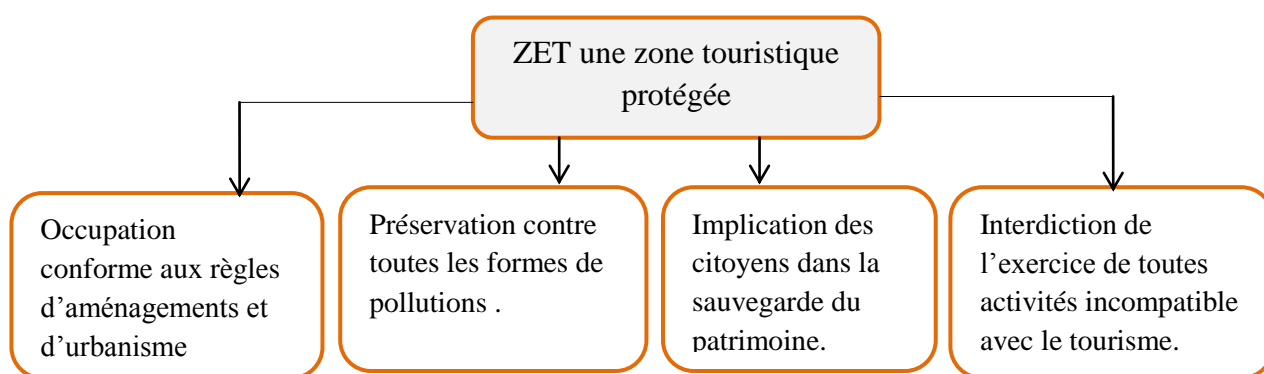 ZET une zone touristique
protégée
Occupation
conforme aux règles
d'aménagements et
d'urbanisme
Préservation contre
toutes les formes de
pollutions .
Implication des
citoyens dans la
sauvegarde du
patrimoine.
Interdiction de
l'exercice de toutes
activités incompatible
avec le tourisme.